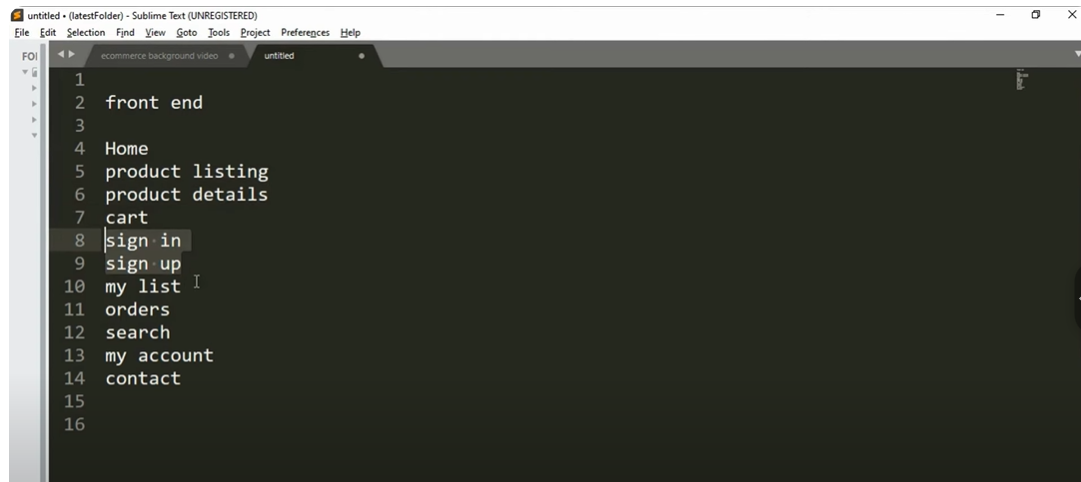 untitled • (latestFolder) - Sublime Text (UNREGISTERED)
File Edit Selection Find View Goto Tools Project Preferences Help
FOI
ecommerce background video
untitled
1
2 front end
3
4 Home
5 product listing
6 product details
7 cart
8 sign in
9 sign up
10 my list
11 orders
12 search
13 my account
14 contact
15
16